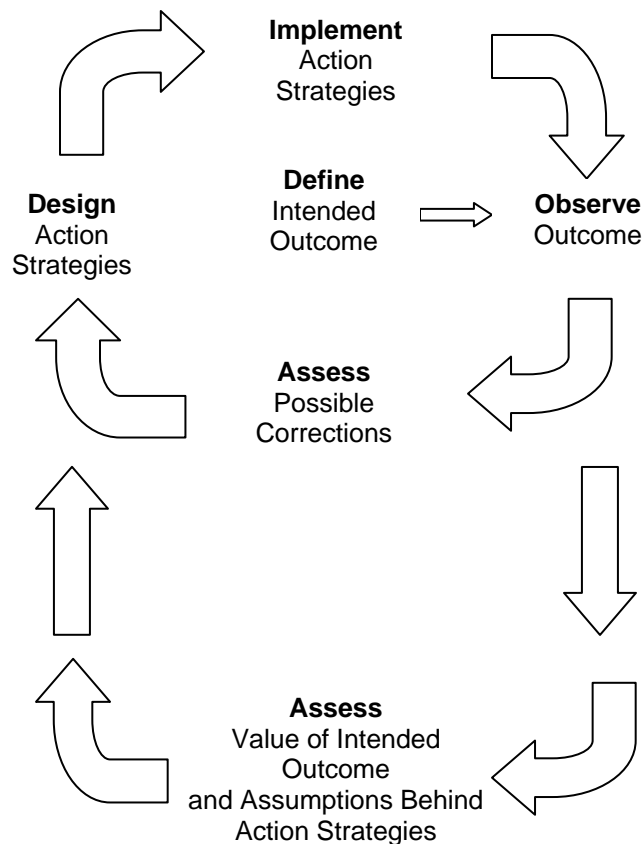 Implement
Action
Strategies
Define
Intended
Outcome
Observe
Outcome
Design
Action
Strategies
Assess
Possible
Corrections
Assess
Value of Intended
Outcome
and Assumptions Behind
Action Strategies